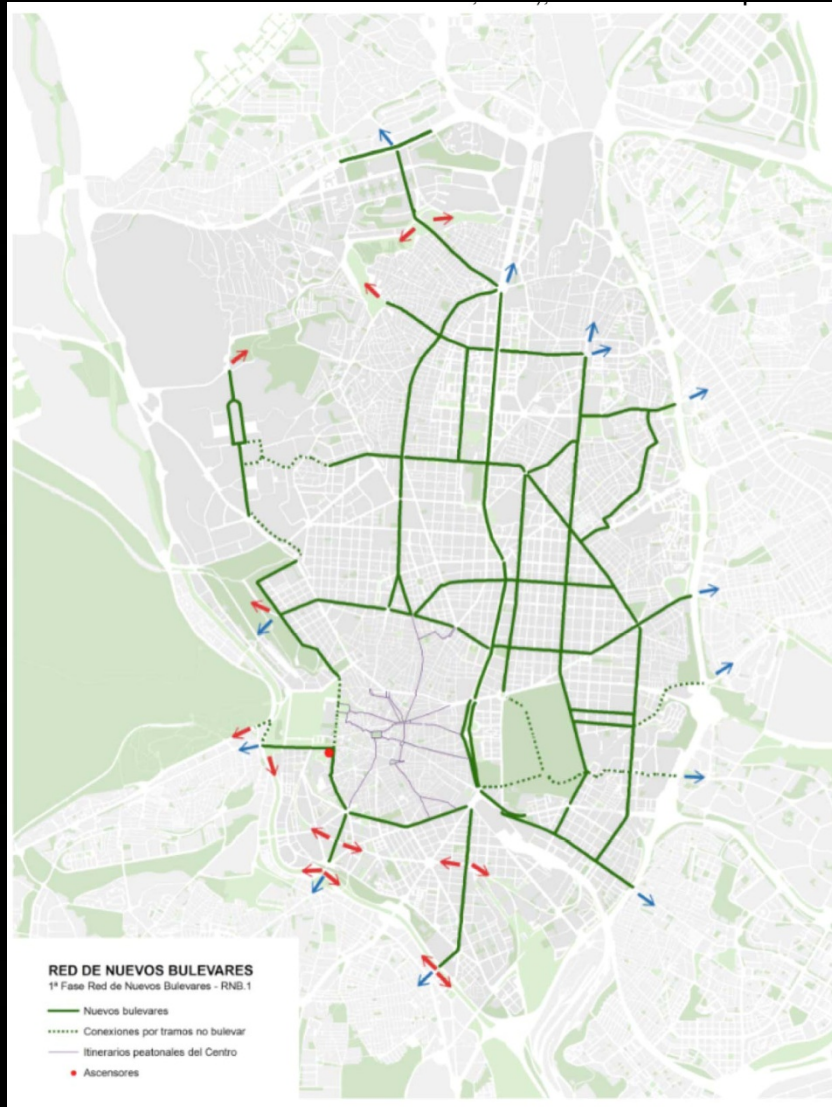 RED DE NUEVOS BULEVARES
1ª Fase Red de Nuevos Bulevares - RNB.1
Nuevos bulevares
Conexiones por tramos no bulevar
Itinerarios peatonales del Centro
Ascensores